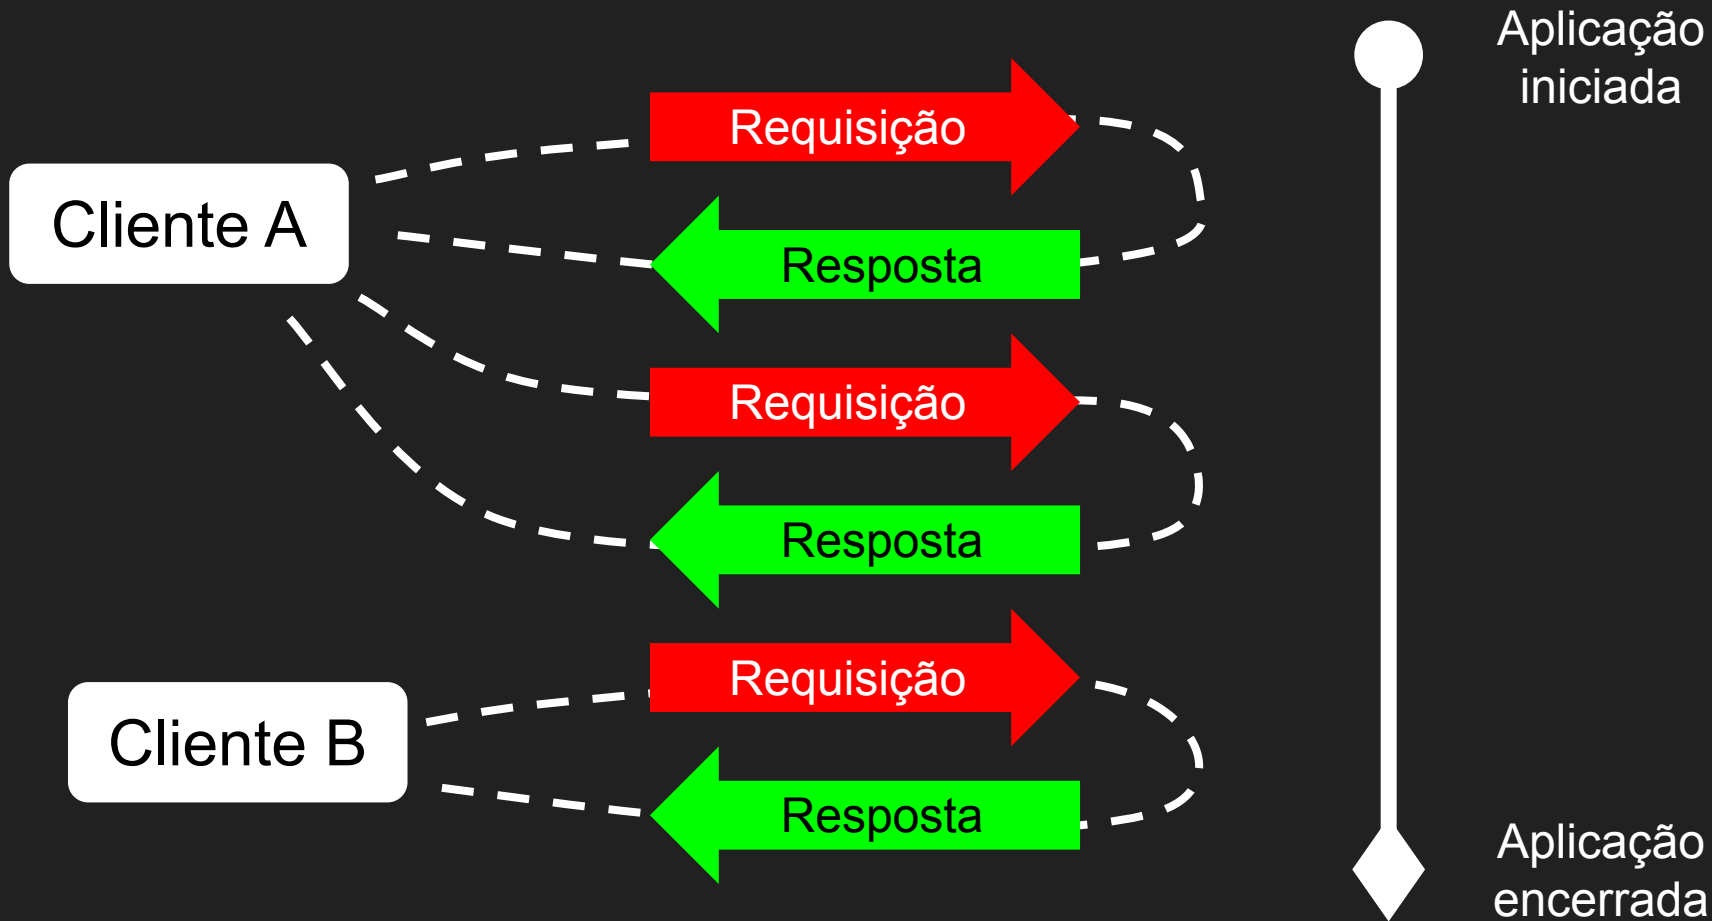 Aplicação
iniciada
Requisição
Cliente A
Resposta
Requisição
Resposta
Requisição
Cliente B
Resposta
Aplicação
encerrada